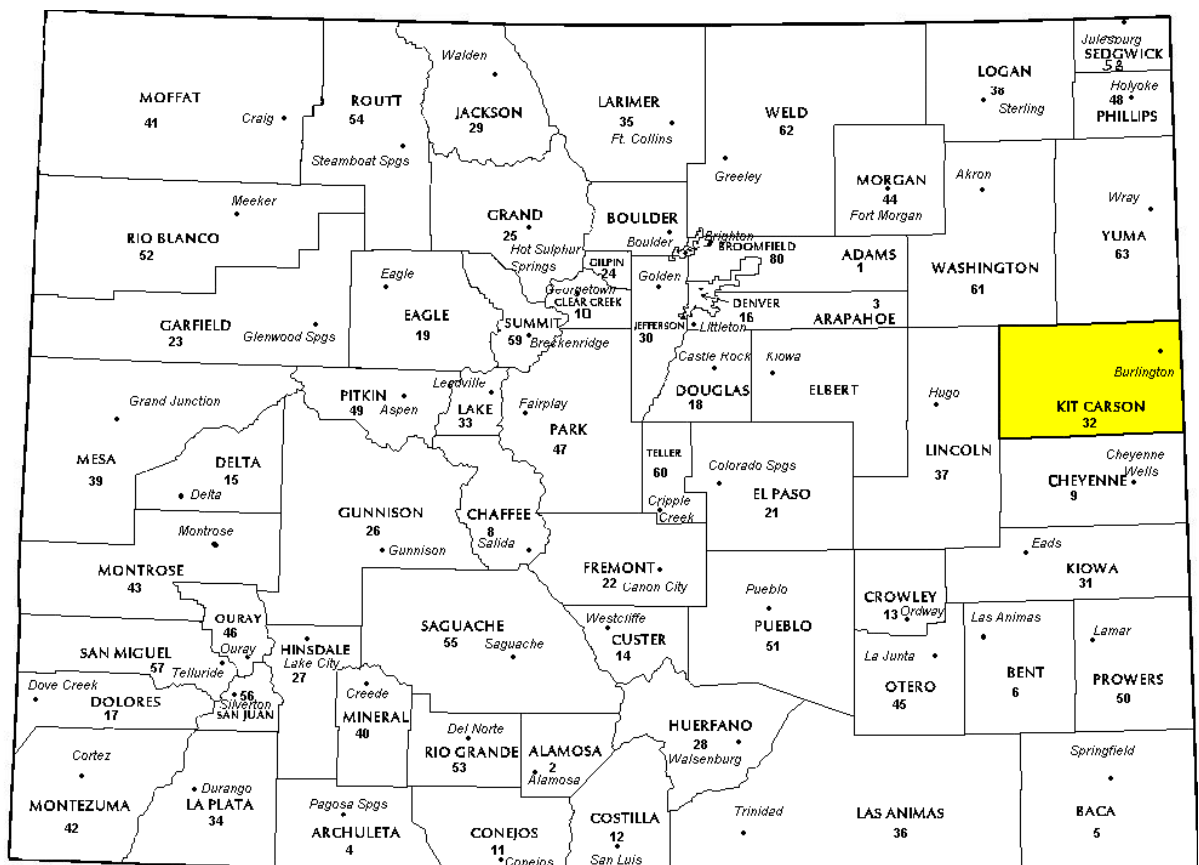 MOFFAT
41
Craig
ROUTT
54
Steamboat Spgs
Walden
JACKSON
29
LARIMER
35
Ft. Collins
WELD
62
Greeley
LOGAN
38
Sterling
Julesburg
SEDGWICK
58
Holyoke
48
PHILLIPS
MORGAN
44
Fort Morgan
Akron
WASHINGTON
61
Wray
YUMA
63
Meeker
RIO BLANCO
52
GRAND
25
Hot Sulphur
Springs
BOULDER
Boulder
Brighton
BROOMFIELD
80
ADAMS
1
GILPIN
24
Georgetown
CLEAR CREEK
10
Golden
JEFFERSON
30
DENVER
16
Littleton
3
ARAPAHOE
GARFIELD
23
Glenwood Spgs
Eagle
EAGLE
19
SUMMIT
59
Breckenridge
Castle Rock
DOUGLAS
18
Kiowa
ELBERT
Hugo
LINCOLN
37
Burlington
KIT CARSON
32
Grand Junction
MESA
39
PITKIN
49
Aspen
Leadville
LAKE
33
Fairplay
PARK
47
TELLER
60
Cripple
Creek
Colorado Spgs
EL PASO
21
Cheyenne
Wells
CHEYENNE
9
DELTA
15
Delta
GUNNISON
26
Gunnison
CHAFFEE
8
Salida
Montrose
MONTROSE
43
FREMONT
22
Canon City
Pueblo
PUEBLO
51
CROWLEY
13
Ordway
Eads
KIOWA
31
OURAY
46
Ouray
SAN MIGUEL
57
Telluride
HINSDALE
Lake City
27
SAGUACHE
55
Saguache
Westcliffe
CUSTER
14
La Junta
OTERO
45
Las Animas
BENT
6
Lamar
PROWERS
50
Dove Creek
DOLORES
17
56
Silverton
SAN JUAN
Creede
MINERAL
40
Del Norte
RIO GRANDE
53
ALAMOSA
2
Alamosa
HUERFANO
28
Walsenburg
Cortez
MONTEZUMA
42
Durango
LA PLATA
34
Pagosa Spgs
ARCHULETA
4
CONEJOS
11
Conejos
COSTILLA
12
San Luis
Trinidad
LAS ANIMAS
36
Springfield
BACA
5